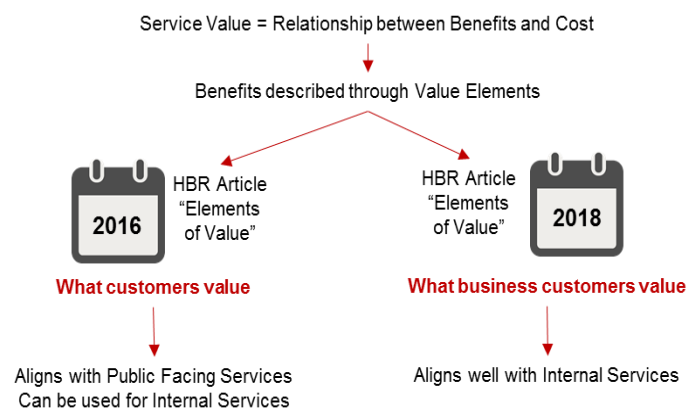 Service Value = Relationship between Benefits and Cost
Benefits described through Value Elements
2016
HBR Article
“Elements
of Value”
What customers value
Aligns with Public Facing Services
Can be used for Internal Services
HBR Article
“Elements
of Value”
2018
What business customers value
Aligns well with Internal Services